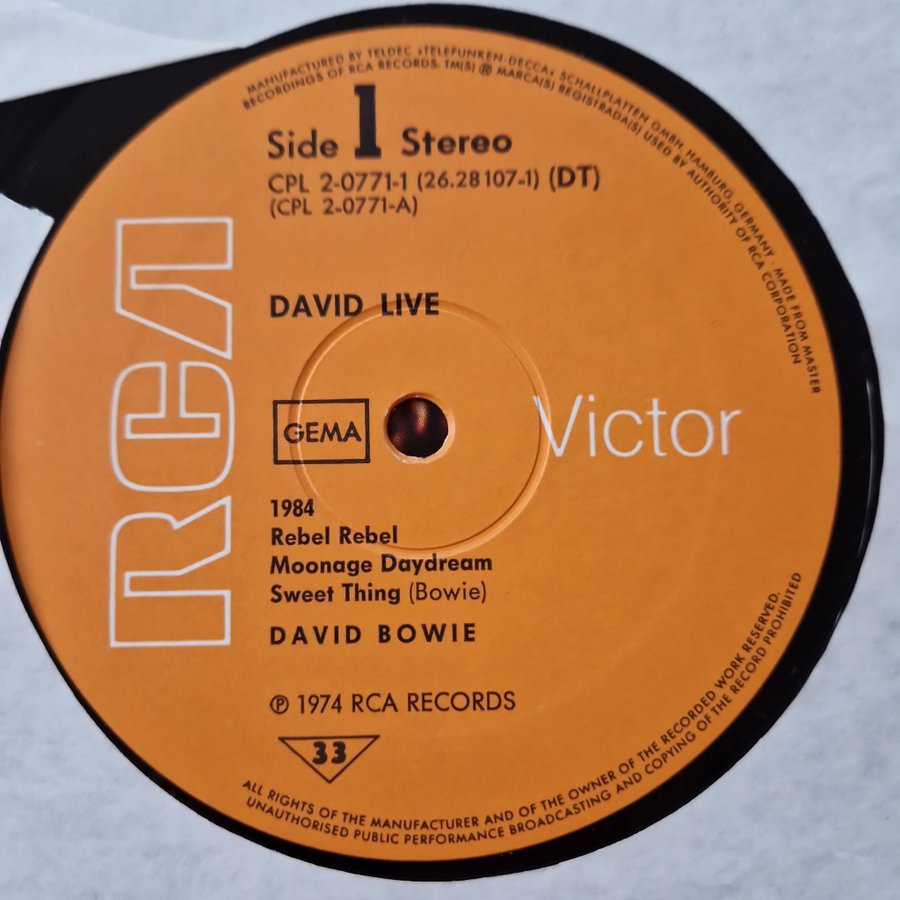 MANUFACTURED BY TELDEC »TELEFUNKEN-DECCA« SCHALLPLATTEN GMBH, HAMBURG, GERMANY · MADE FROM MASTER
RECORDINGS OF RCA RECORDS. TM(S) ® MARCA(S) REGISTRADA(S) USED BY AUTHORITY OF RCA CORPORATION
Side 1 Stereo
CPL 2-0771-1 (26.28107-1) (DT)
(CPL 2-0771-A)
RCA
DAVID LIVE
GEMA
Victor
1984
Rebel Rebel
Moonage Daydream
Sweet Thing (Bowie)
DAVID BOWIE
℗ 1974 RCA RECORDS
33
ALL RIGHTS OF THE MANUFACTURER AND OF THE OWNER OF THE RECORDED WORK RESERVED.
UNAUTHORISED PUBLIC PERFORMANCE BROADCASTING AND COPYING OF THE RECORD PROHIBITED